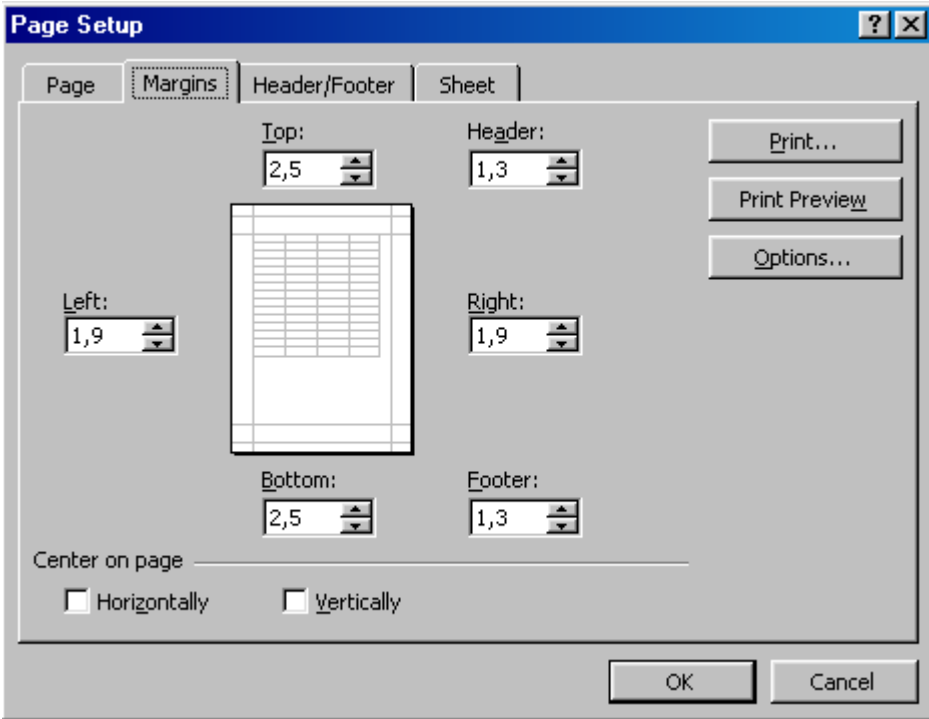 Page Setup
Page Margins Header/Footer Sheet
Top: Header:
2,5 1,3
Print...
Print Preview
Options...
Left: Right:
1,9 1,9
Bottom: Footer:
2,5 1,3
Center on page
Horizontally Vertically
OK Cancel